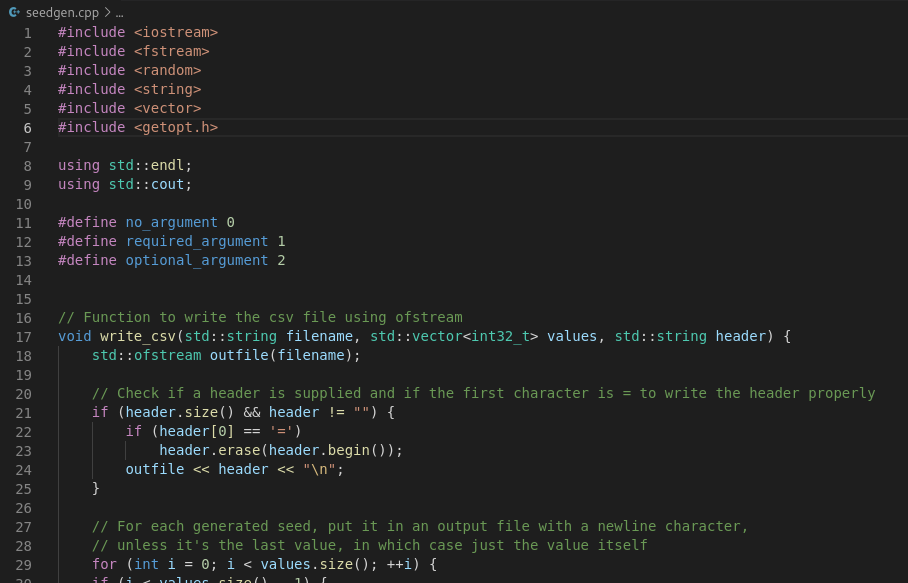 seedgen.cpp > ...
1 #include <iostream>
2 #include <fstream>
3 #include <random>
4 #include <string>
5 #include <vector>
6 #include <getopt.h>
7
8 using std::endl;
9 using std::cout;
10
11 #define no_argument 0
12 #define required_argument 1
13 #define optional_argument 2
14
15
16 // Function to write the csv file using ofstream
17 void write_csv(std::string filename, std::vector<int32_t> values, std::string header) {
18     std::ofstream outfile(filename);
19
20     // Check if a header is supplied and if the first character is = to write the header properly
21     if (header.size() && header != "") {
22         if (header[0] == '=')
23             header.erase(header.begin());
24         outfile << header << "\n";
25     }
26
27     // For each generated seed, put it in an output file with a newline character,
28     // unless it's the last value, in which case just the value itself
29     for (int i = 0; i < values.size(); ++i) {
30     if (i < values.size() - 1) {